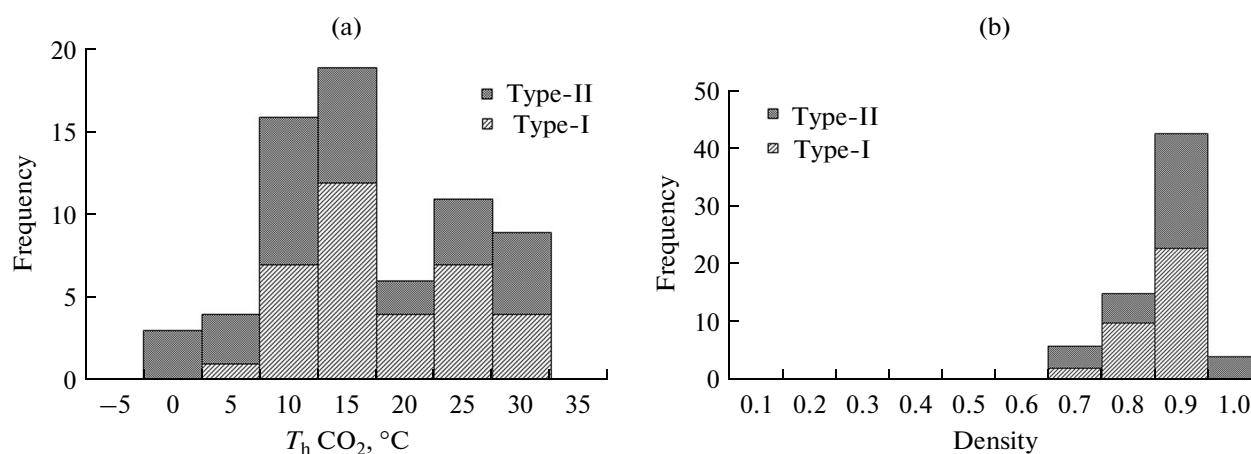 (a)
20
15
10
5
0
Frequency
Type-II
Type-I
−5 0 5 10 15 20 25 30 35
T_h CO₂, °C
(b)
50
40
30
20
10
0
Frequency
Type-II
Type-I
0.1 0.2 0.3 0.4 0.5 0.6 0.7 0.8 0.9 1.0
Density